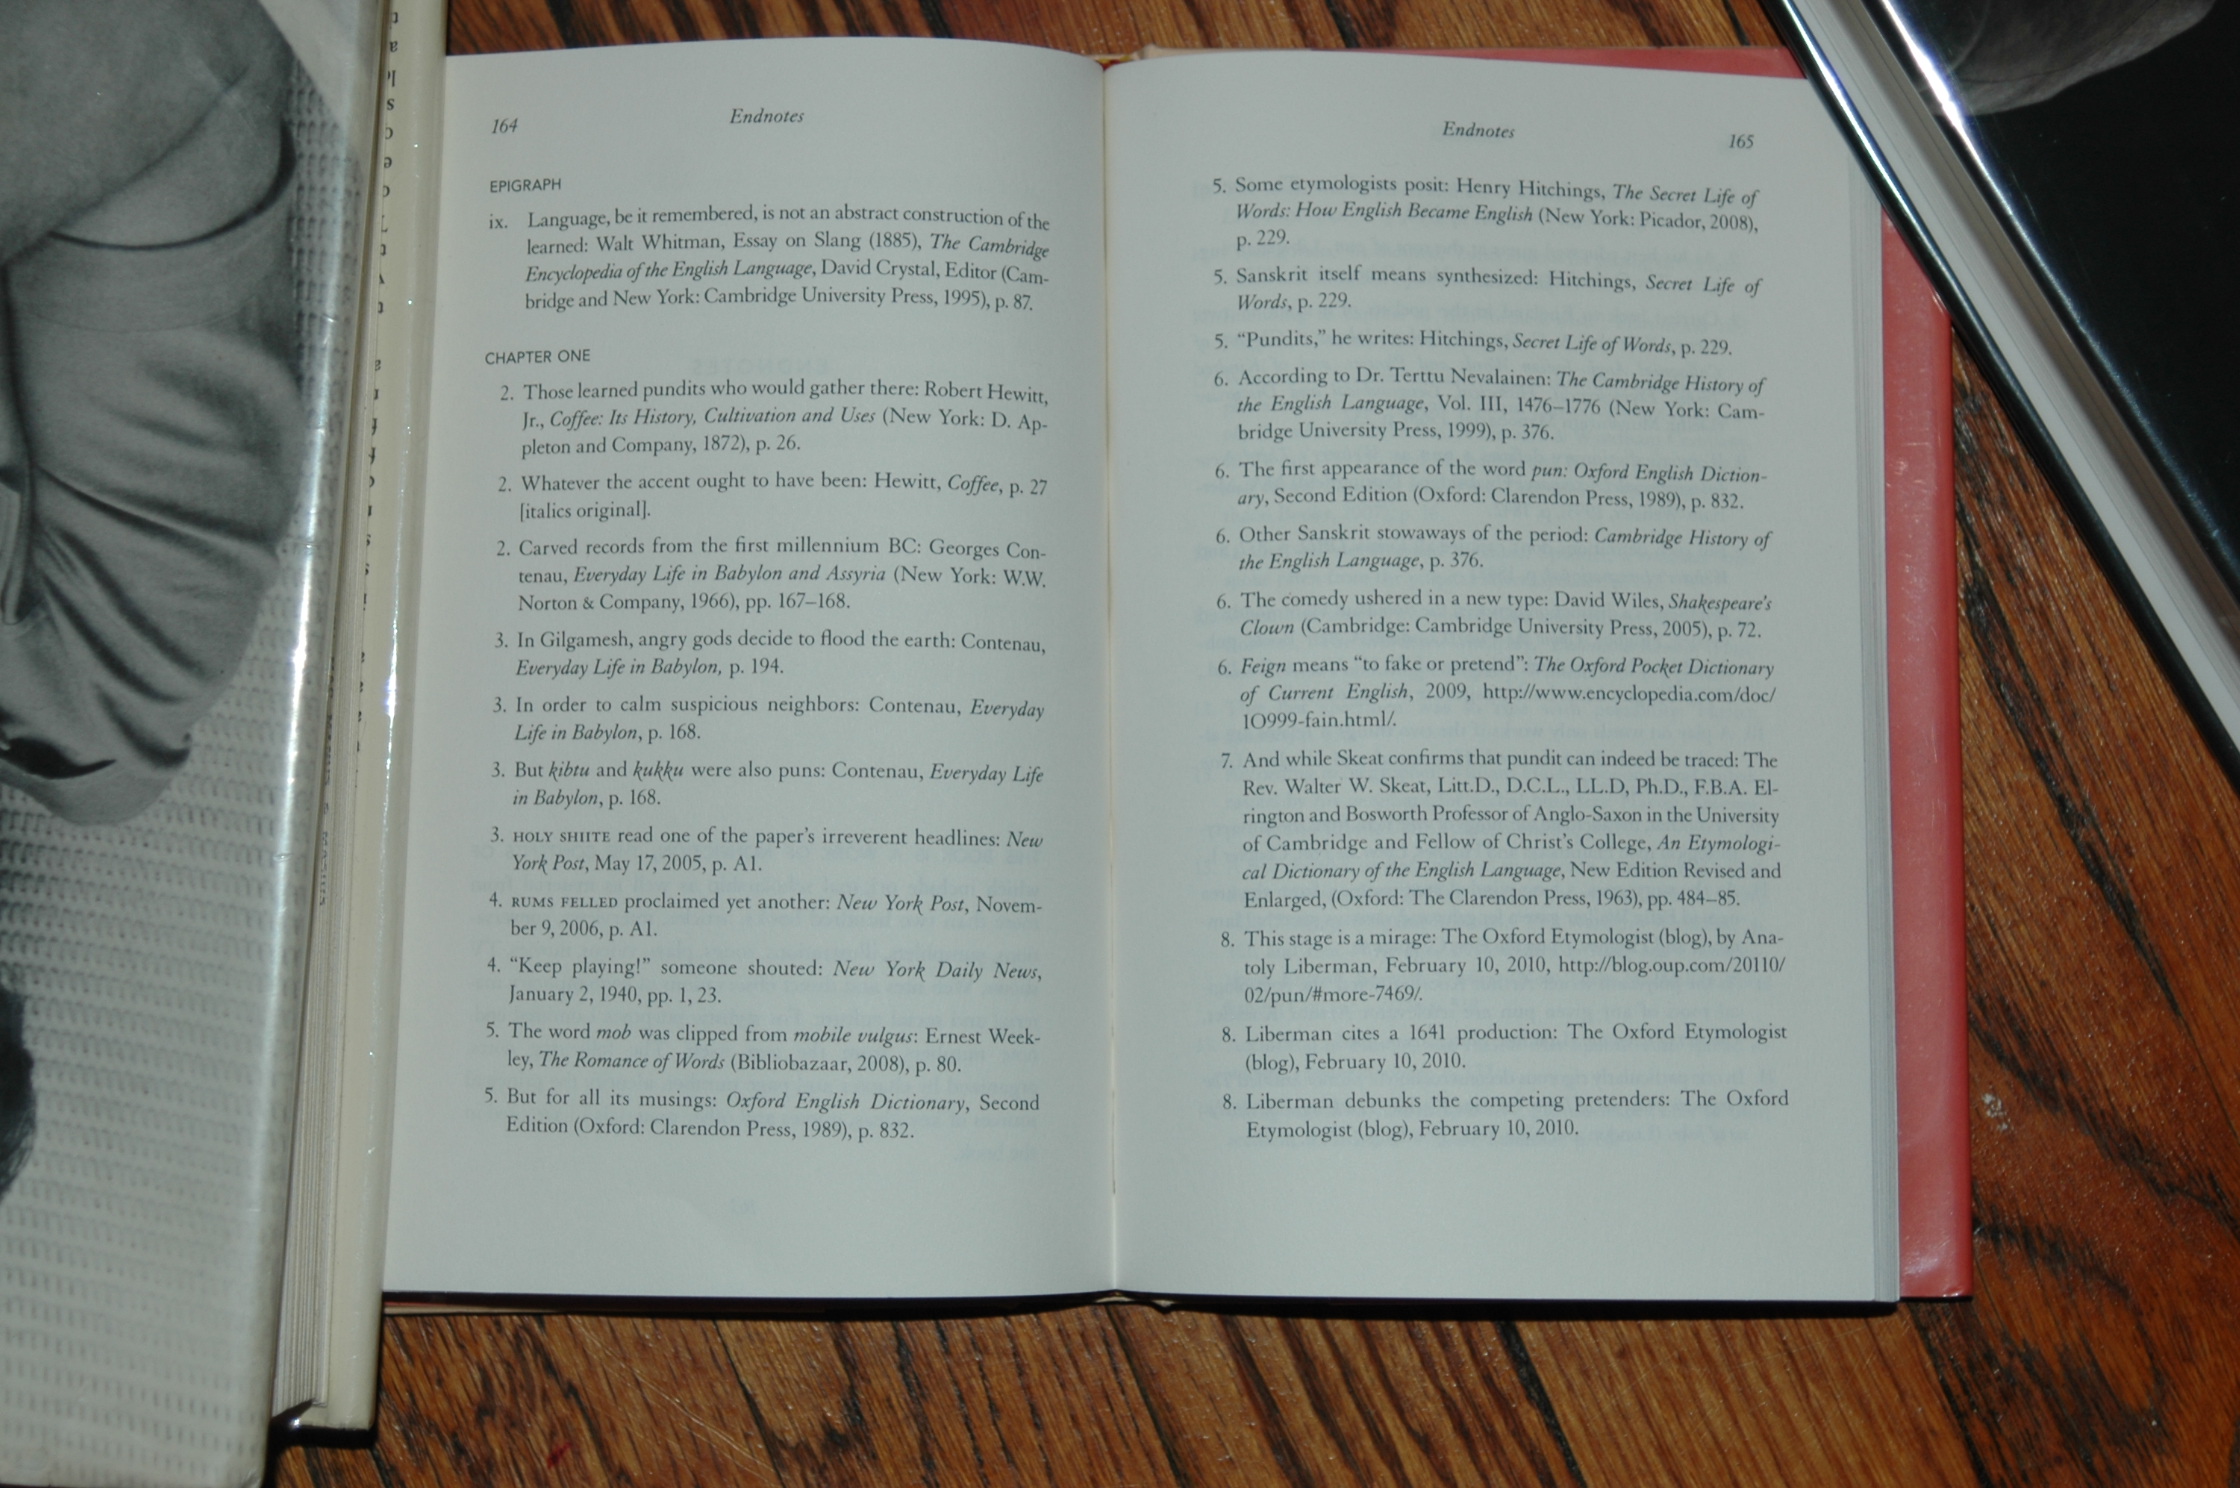 164
Endnotes
EPIGRAPH
ix. Language, be it remembered, is not an abstract construction of the
learned: Walt Whitman, Essay on Slang (1885), The Cambridge
Encyclopedia of the English Language, David Crystal, Editor (Cam-
bridge and New York: Cambridge University Press, 1995), p. 87.
CHAPTER ONE
2. Those learned pundits who would gather there: Robert Hewitt,
Jr., Coffee: Its History, Cultivation and Uses (New York: D. Ap-
pleton and Company, 1872), p. 26.
2. Whatever the accent ought to have been: Hewitt, Coffee, p. 27
[italics original].
2. Carved records from the first millennium BC: Georges Con-
tenau, Everyday Life in Babylon and Assyria (New York: W.W.
Norton & Company, 1966), pp. 167–168.
3. In Gilgamesh, angry gods decide to flood the earth: Contenau,
Everyday Life in Babylon, p. 194.
3. In order to calm suspicious neighbors: Contenau, Everyday
Life in Babylon, p. 168.
3. But kibtu and kukku were also puns: Contenau, Everyday Life
in Babylon, p. 168.
3. HOLY SHIITE read one of the paper's irreverent headlines: New
York Post, May 17, 2005, p. A1.
4. RUMS FELLED proclaimed yet another: New York Post, Novem-
ber 9, 2006, p. A1.
4. "Keep playing!" someone shouted: New York Daily News,
January 2, 1940, pp. 1, 23.
5. The word mob was clipped from mobile vulgus: Ernest Week-
ley, The Romance of Words (Bibliobazaar, 2008), p. 80.
5. But for all its musings: Oxford English Dictionary, Second
Edition (Oxford: Clarendon Press, 1989), p. 832.
Endnotes
165
5. Some etymologists posit: Henry Hitchings, The Secret Life of
Words: How English Became English (New York: Picador, 2008),
p. 229.
5. Sanskrit itself means synthesized: Hitchings, Secret Life of
Words, p. 229.
5. "Pundits," he writes: Hitchings, Secret Life of Words, p. 229.
6. According to Dr. Terttu Nevalainen: The Cambridge History of
the English Language, Vol. III, 1476–1776 (New York: Cam-
bridge University Press, 1999), p. 376.
6. The first appearance of the word pun: Oxford English Diction-
ary, Second Edition (Oxford: Clarendon Press, 1989), p. 832.
6. Other Sanskrit stowaways of the period: Cambridge History of
the English Language, p. 376.
6. The comedy ushered in a new type: David Wiles, Shakespeare's
Clown (Cambridge: Cambridge University Press, 2005), p. 72.
6. Feign means "to fake or pretend": The Oxford Pocket Dictionary
of Current English, 2009, http://www.encyclopedia.com/doc/
1O999-fain.html/.
7. And while Skeat confirms that pundit can indeed be traced: The
Rev. Walter W. Skeat, Litt.D., D.C.L., LL.D, Ph.D., F.B.A. El-
rington and Bosworth Professor of Anglo-Saxon in the University
of Cambridge and Fellow of Christ's College, An Etymologi-
cal Dictionary of the English Language, New Edition Revised and
Enlarged, (Oxford: The Clarendon Press, 1963), pp. 484–85.
8. This stage is a mirage: The Oxford Etymologist (blog), by Ana-
toly Liberman, February 10, 2010, http://blog.oup.com/20110/
02/pun/#more-7469/.
8. Liberman cites a 1641 production: The Oxford Etymologist
(blog), February 10, 2010.
8. Liberman debunks the competing pretenders: The Oxford
Etymologist (blog), February 10, 2010.